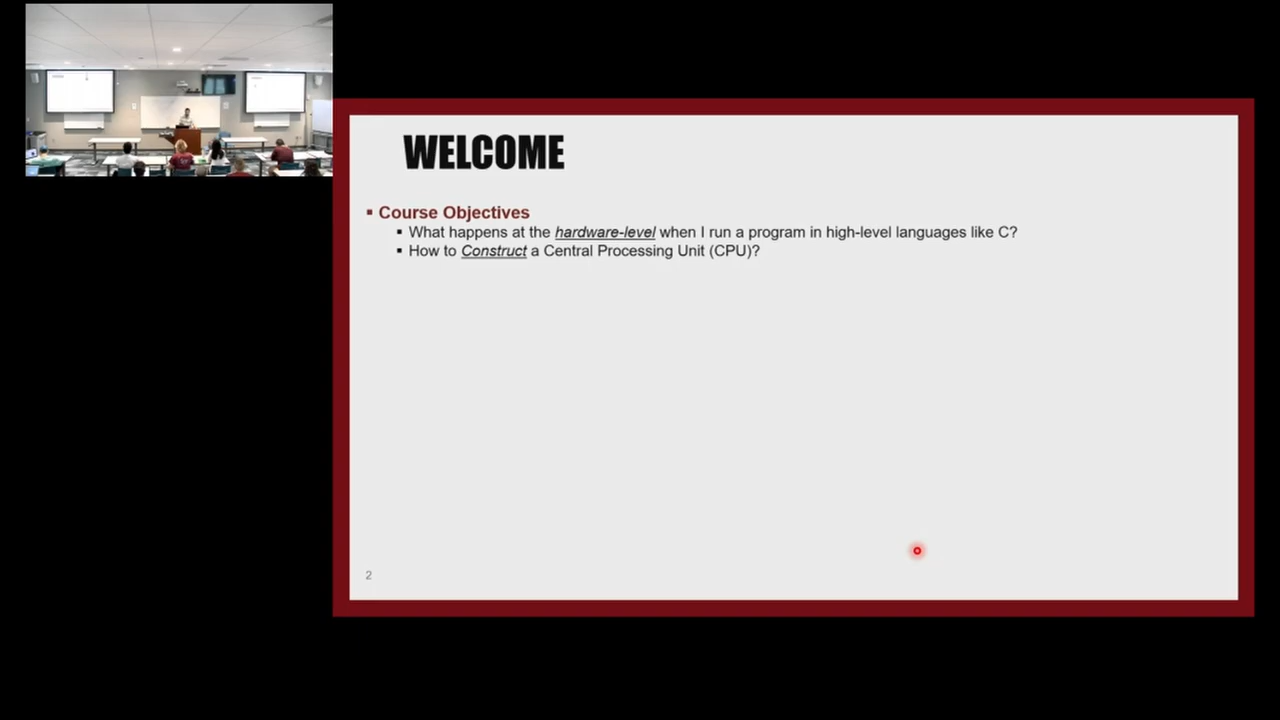 WELCOME
▪ Course Objectives
▪ What happens at the hardware-level when I run a program in high-level languages like C?
▪ How to Construct a Central Processing Unit (CPU)?
2